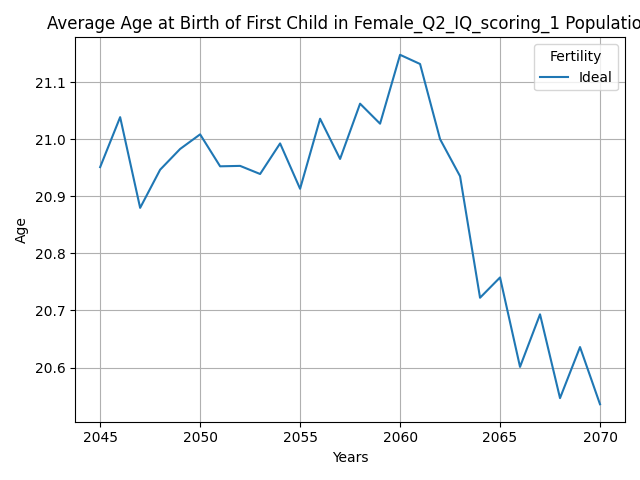 Average Age at Birth of First Child in Female_Q2_IQ_scoring_1 Populatio
Fertility
Ideal
21.1
21.0
20.9
20.8
20.7
20.6
Age
2045 2050 2055 2060 2065 2070
Years